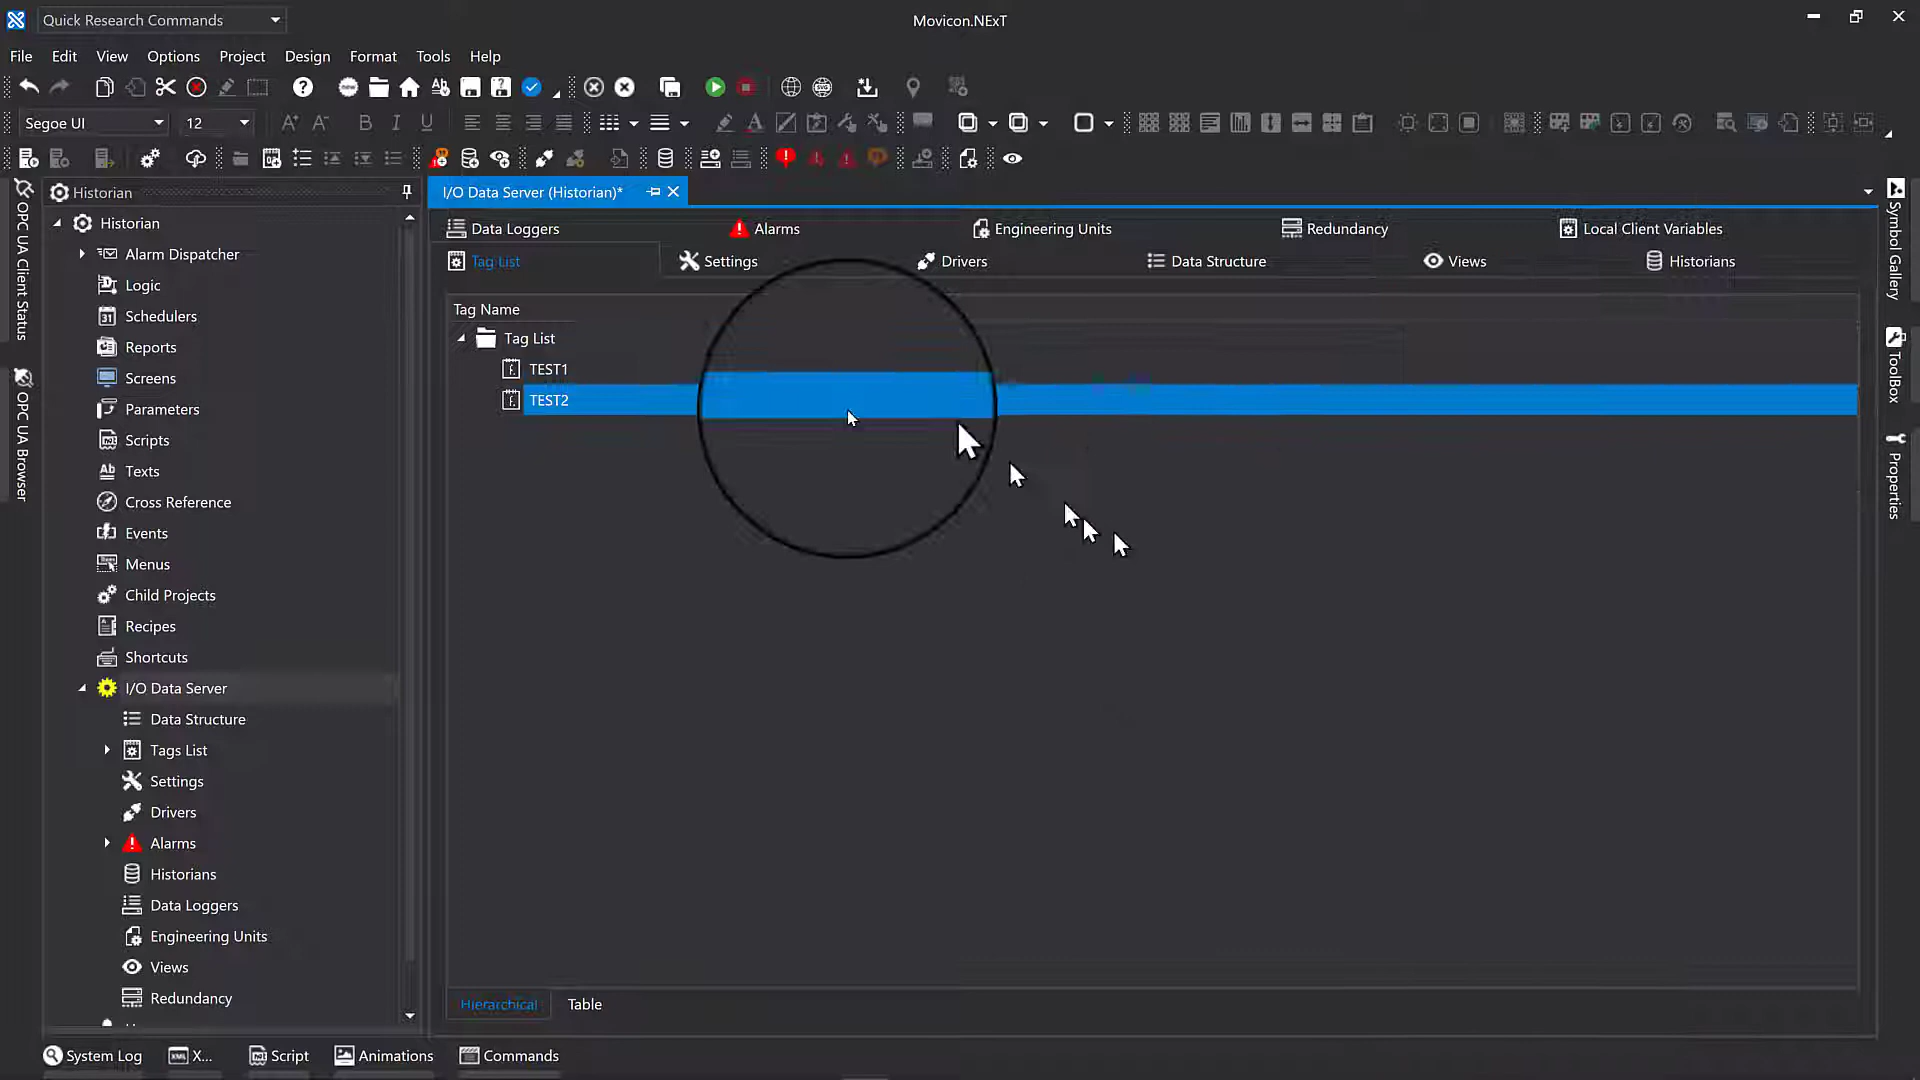 Quick Research Commands
Movicon.NExT
File Edit View Options Project Design Format Tools Help
Segoe UI 12
Historian
Historian
Alarm Dispatcher
Logic
Schedulers
Reports
Screens
Parameters
Scripts
Texts
Cross Reference
Events
Menus
Child Projects
Recipes
Shortcuts
I/O Data Server
Data Structure
Tags List
Settings
Drivers
Alarms
Historians
Data Loggers
Engineering Units
Views
Redundancy
OPC UA Client Status
OPC UA Browser
I/O Data Server (Historian)*
Data Loggers Alarms Engineering Units Redundancy Local Client Variables
Tag List Settings Drivers Data Structure Views Historians
Tag Name
Tag List
TEST1
TEST2
Hierarchical Table
Symbol Gallery
ToolBox
Properties
System Log X... Script Animations Commands